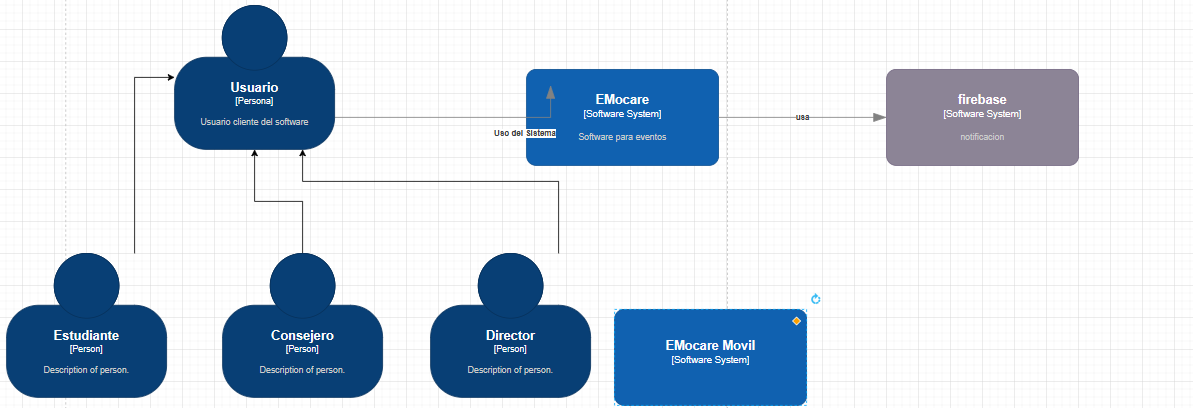 Usuario
[Persona]
Usuario cliente del software
Uso del Sistema
EMocare
[Software System]
Software para eventos
usa
firebase
[Software System]
notificacion
Estudiante
[Person]
Description of person.
Consejero
[Person]
Description of person.
Director
[Person]
Description of person.
EMocare Movil
[Software System]